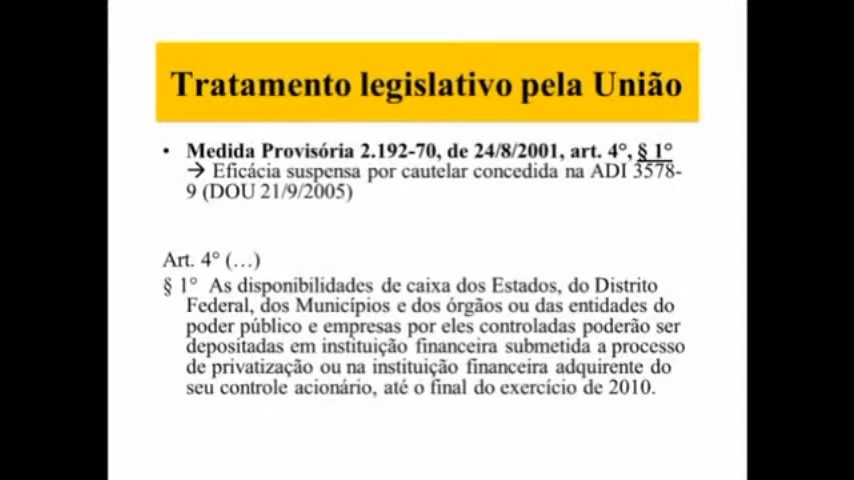 Tratamento legislativo pela União
• Medida Provisória 2.192-70, de 24/8/2001, art. 4°, § 1°
→ Eficácia suspensa por cautelar concedida na ADI 3578-
9 (DOU 21/9/2005)
Art. 4° (…)
§ 1° As disponibilidades de caixa dos Estados, do Distrito
Federal, dos Municípios e dos órgãos ou das entidades do
poder público e empresas por eles controladas poderão ser
depositadas em instituição financeira submetida a processo
de privatização ou na instituição financeira adquirente do
seu controle acionário, até o final do exercício de 2010.